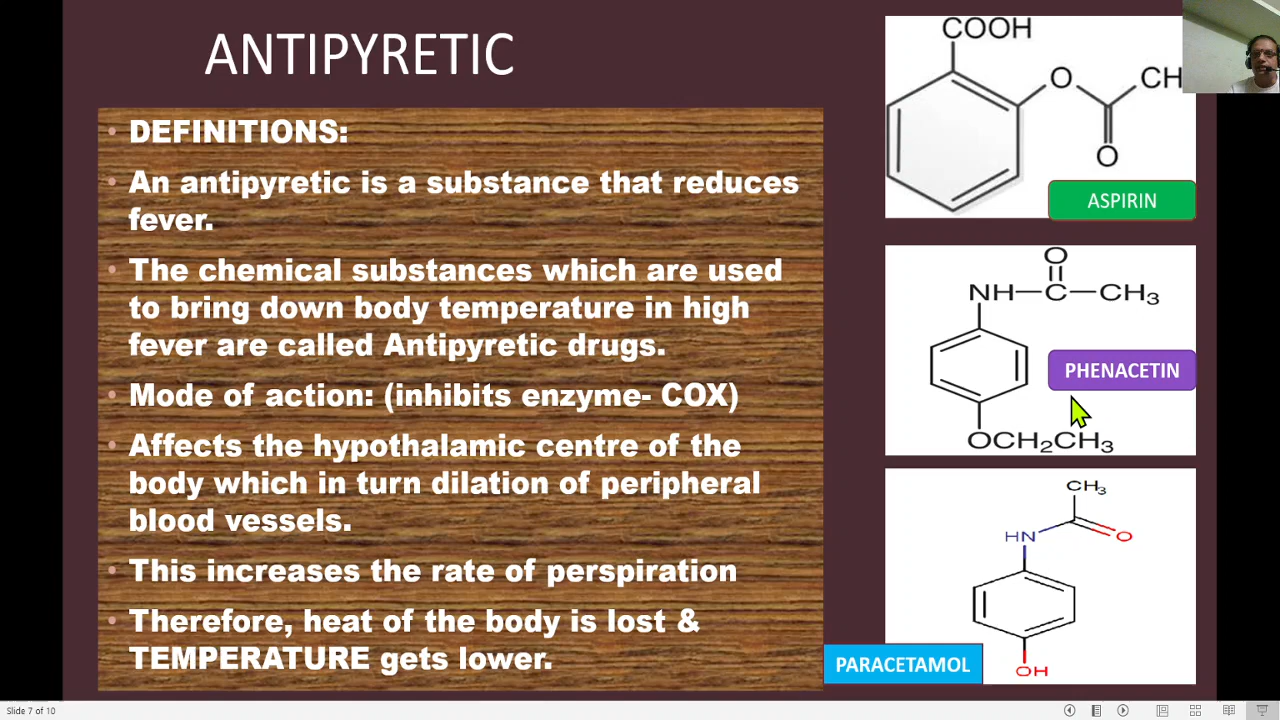 ANTIPYRETIC
DEFINITIONS:
An antipyretic is a substance that reduces
fever.
The chemical substances which are used
to bring down body temperature in high
fever are called Antipyretic drugs.
Mode of action: (inhibits enzyme- COX)
Affects the hypothalamic centre of the
body which in turn dilation of peripheral
blood vessels.
This increases the rate of perspiration
Therefore, heat of the body is lost &
TEMPERATURE gets lower.
COOH
O
CH
O
ASPIRIN
O
NH
C
CH₃
PHENACETIN
OCH₂CH₃
CH₃
HN
O
OH
PARACETAMOL
Slide 7 of 10